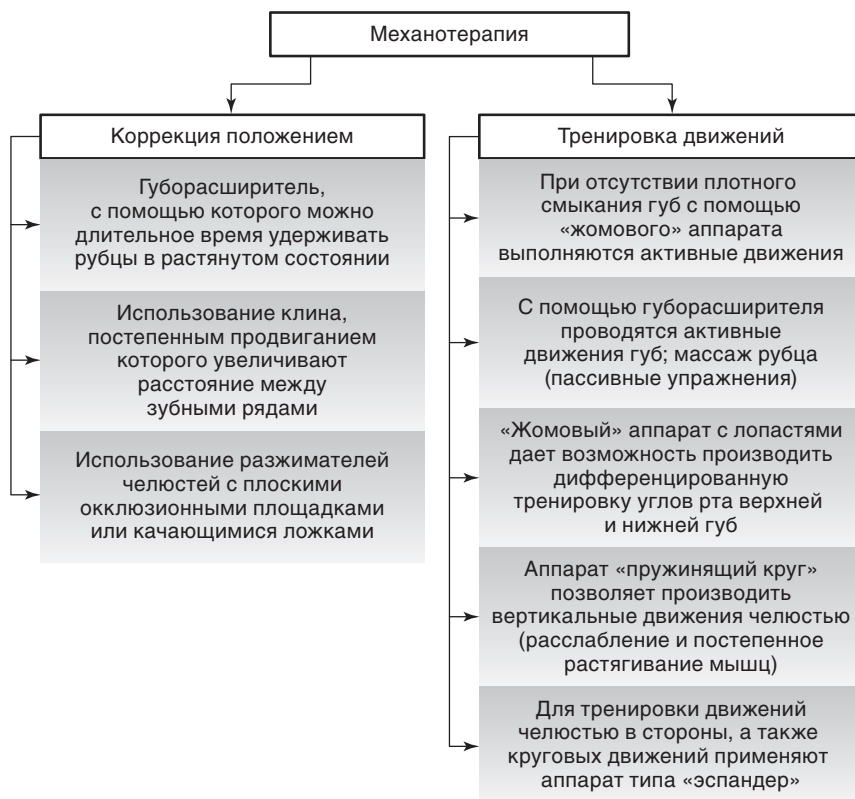 Механотерапия
Коррекция положением
Губорасширитель,
с помощью которого можно
длительное время удерживать
рубцы в растянутом состоянии
Использование клина,
постепенным продвиганием
которого увеличивают
расстояние между
зубными рядами
Использование разжимателей
челюстей с плоскими
окклюзионными площадками
или качающимися ложками
Тренировка движений
При отсутствии плотного
смыкания губ с помощью
«жомового» аппарата
выполняются активные движения
С помощью губорасширителя
проводятся активные
движения губ; массаж рубца
(пассивные упражнения)
«Жомовый» аппарат с лопастями
дает возможность производить
дифференцированную
тренировку углов рта верхней
и нижней губ
Аппарат «пружинящий круг»
позволяет производить
вертикальные движения челюстью
(расслабление и постепенное
растягивание мышц)
Для тренировки движений
челюстью в стороны, а также
круговых движений применяют
аппарат типа «эспандер»